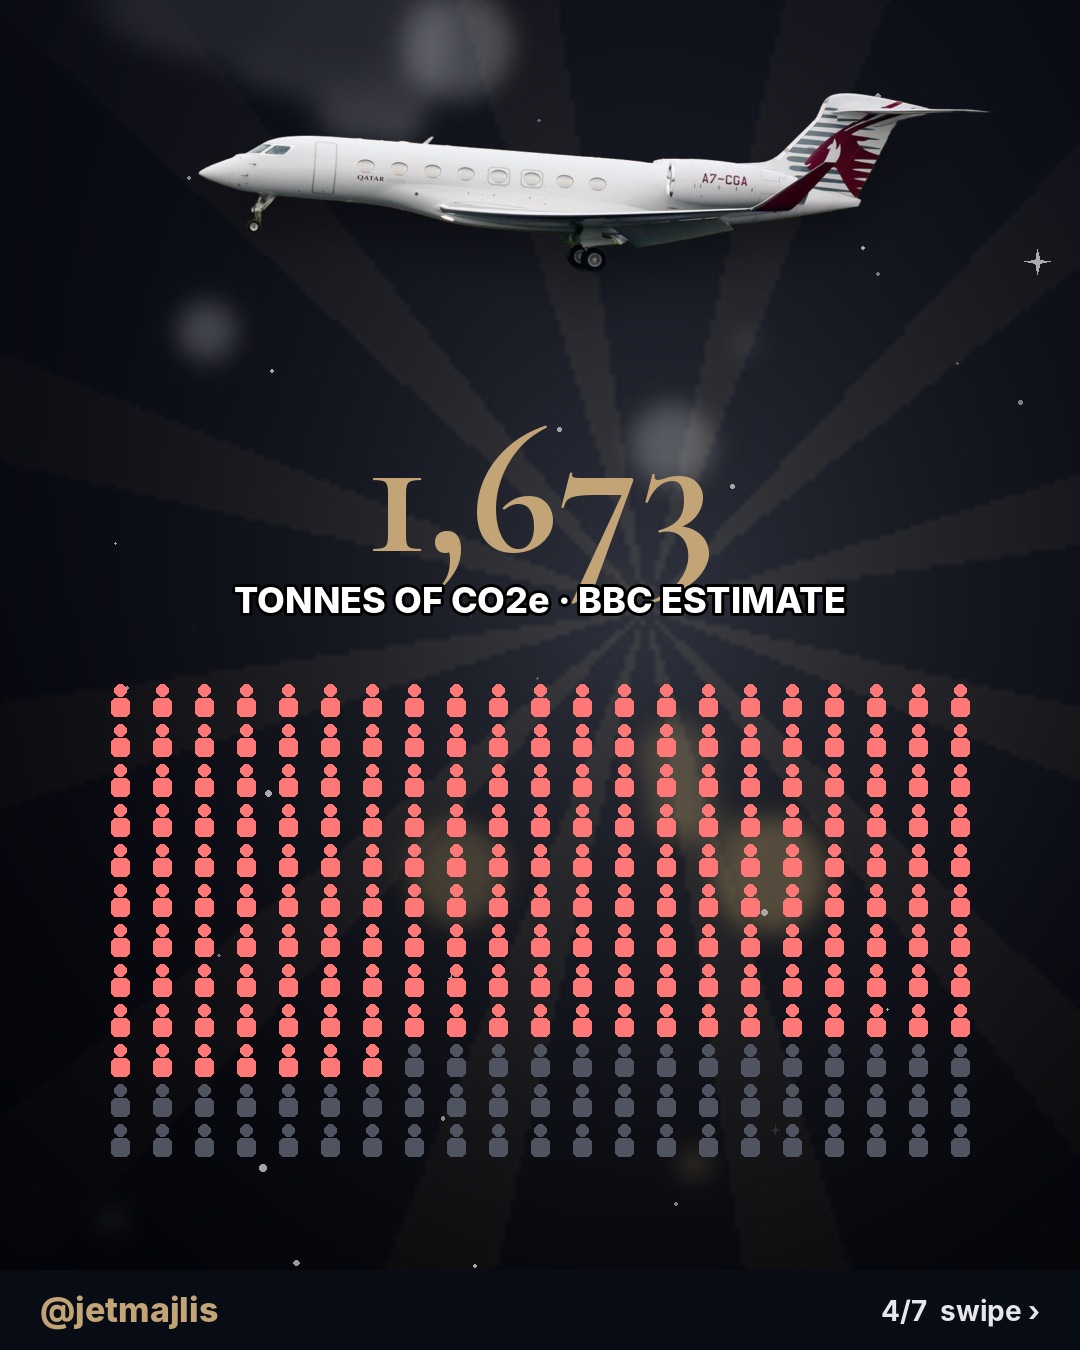 QATAR
A7-CGA
1,673
TONNES OF CO2e · BBC ESTIMATE
@jetmajlis
4/7 swipe ›